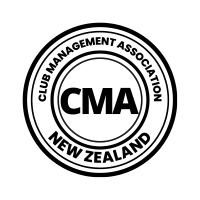 CLUB MANAGEMENT ASSOCIATION
CMA
NEW ZEALAND